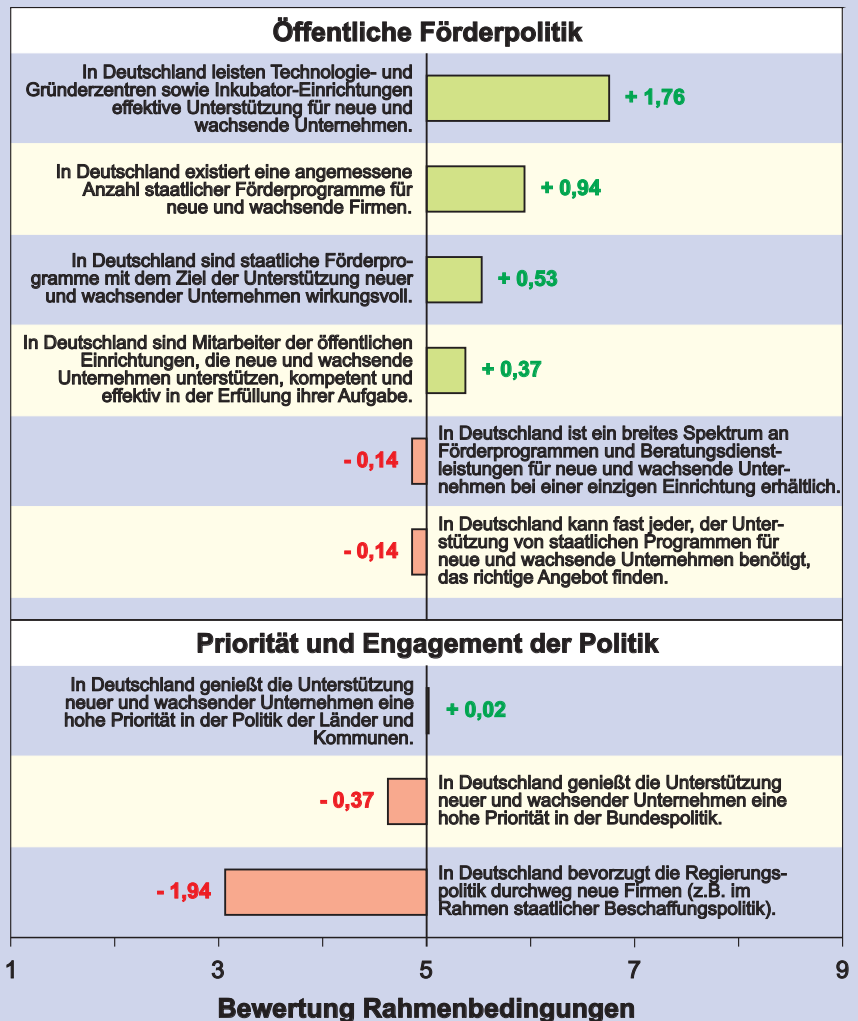 Öffentliche Förderpolitik
In Deutschland leisten Technologie- und
Gründerzentren sowie Inkubator-Einrichtungen
effektive Unterstützung für neue und
wachsende Unternehmen.
+ 1,76
In Deutschland existiert eine angemessene
Anzahl staatlicher Förderprogramme für
neue und wachsende Firmen.
+ 0,94
In Deutschland sind staatliche Förderpro-
gramme mit dem Ziel der Unterstützung neuer
und wachsender Unternehmen wirkungsvoll.
+ 0,53
In Deutschland sind Mitarbeiter der öffentlichen
Einrichtungen, die neue und wachsende
Unternehmen unterstützen, kompetent und
effektiv in der Erfüllung ihrer Aufgabe.
+ 0,37
- 0,14
In Deutschland ist ein breites Spektrum an
Förderprogrammen und Beratungsdienst-
leistungen für neue und wachsende Unter-
nehmen bei einer einzigen Einrichtung erhältlich.
- 0,14
In Deutschland kann fast jeder, der Unter-
stützung von staatlichen Programmen für
neue und wachsende Unternehmen benötigt,
das richtige Angebot finden.
Priorität und Engagement der Politik
In Deutschland genießt die Unterstützung
neuer und wachsender Unternehmen eine
hohe Priorität in der Politik der Länder und
Kommunen.
+ 0,02
- 0,37
In Deutschland genießt die Unterstützung
neuer und wachsender Unternehmen eine
hohe Priorität in der Bundespolitik.
- 1,94
In Deutschland bevorzugt die Regierungs-
politik durchweg neue Firmen (z.B. im
Rahmen staatlicher Beschaffungspolitik).
1 3 5 7 9
Bewertung Rahmenbedingungen